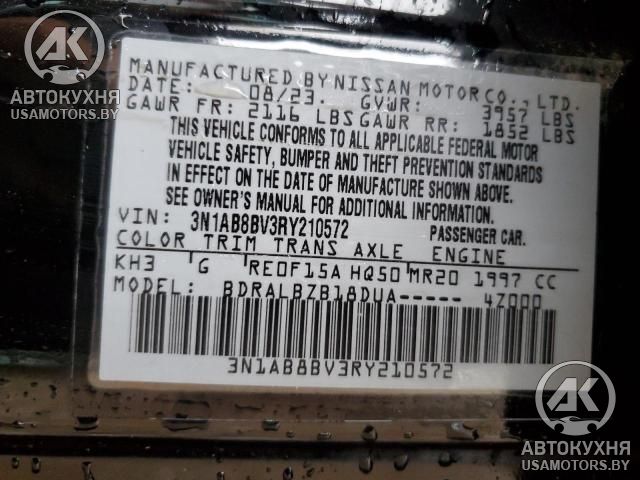 AK
АВТОКУХНЯ
USAMOTORS.BY
MANUFACTURED BY NISSAN MOTOR CO., LTD.
DATE: 08/23 GVWR: 3957 LBS
GAWR FR: 2116 LBS GAWR RR: 1852 LBS
THIS VEHICLE CONFORMS TO ALL APPLICABLE FEDERAL MOTOR
VEHICLE SAFETY, BUMPER AND THEFT PREVENTION STANDARDS
IN EFFECT ON THE DATE OF MANUFACTURE SHOWN ABOVE.
SEE OWNER'S MANUAL FOR ADDITIONAL INFORMATION.
VIN: 3N1AB8BV3RY210572 PASSENGER CAR.
COLOR TRIM TRANS AXLE ENGINE
KH3 G RE0F15A HQ50 MR20 1997 CC
MODEL: BDRALBZB18DUA----- 4Z000
3N1AB8BV3RY210572
AK
АВТОКУХНЯ
USAMOTORS.BY